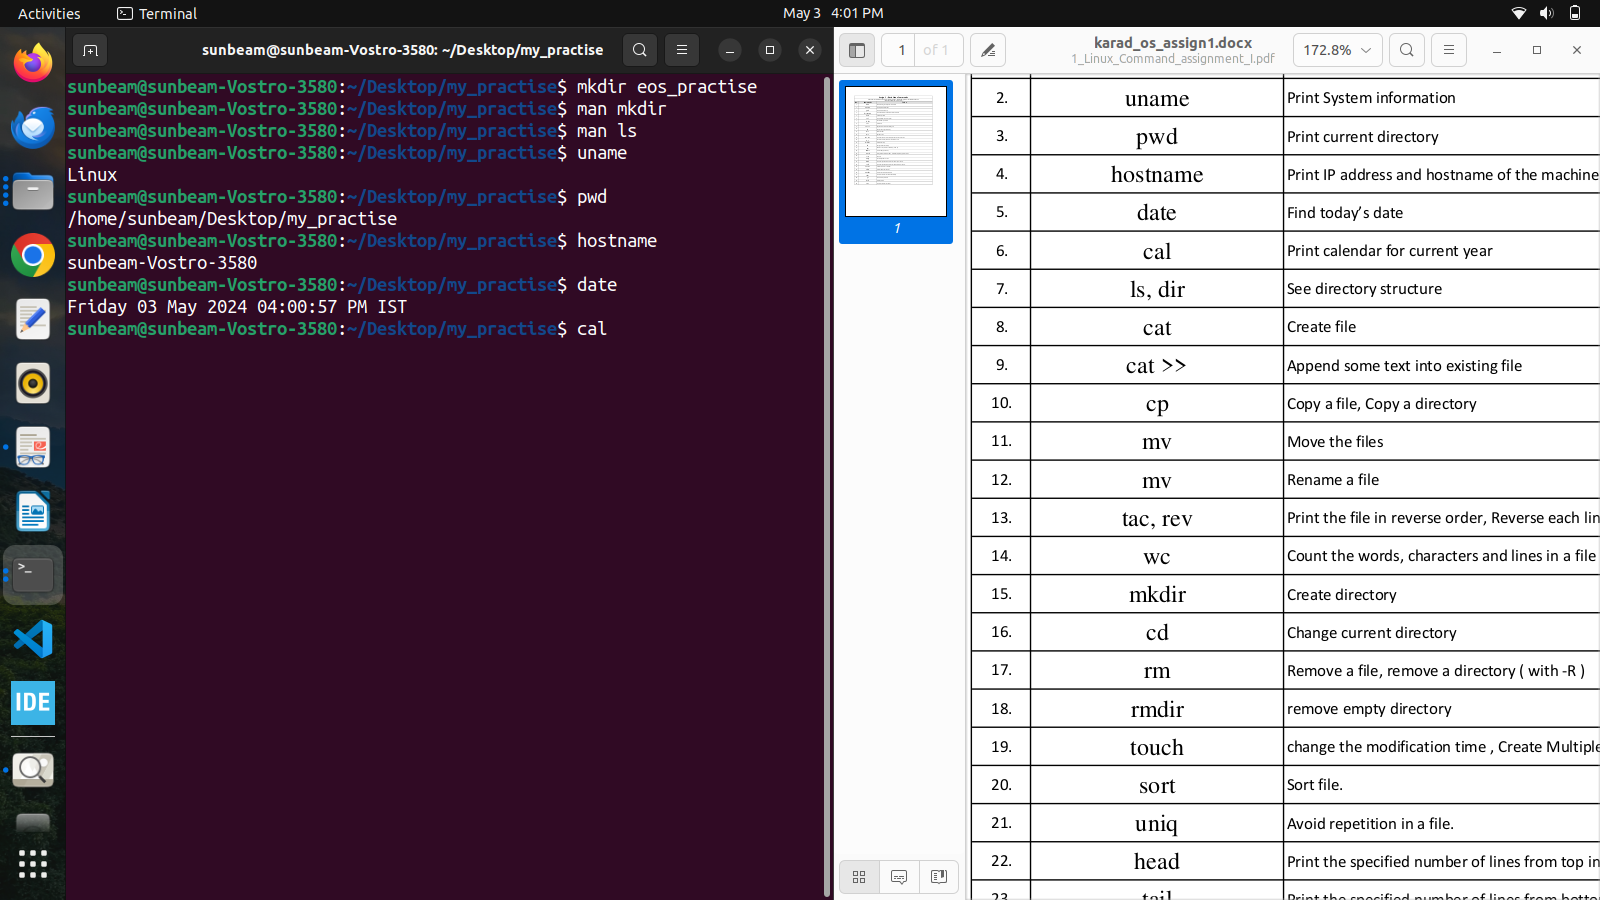 Activities
Terminal
May 3 4:01 PM
sunbeam@sunbeam-Vostro-3580: ~/Desktop/my_practise
sunbeam@sunbeam-Vostro-3580:~/Desktop/my_practise$ mkdir eos_practise
sunbeam@sunbeam-Vostro-3580:~/Desktop/my_practise$ man mkdir
sunbeam@sunbeam-Vostro-3580:~/Desktop/my_practise$ man ls
sunbeam@sunbeam-Vostro-3580:~/Desktop/my_practise$ uname
Linux
sunbeam@sunbeam-Vostro-3580:~/Desktop/my_practise$ pwd
/home/sunbeam/Desktop/my_practise
sunbeam@sunbeam-Vostro-3580:~/Desktop/my_practise$ hostname
sunbeam-Vostro-3580
sunbeam@sunbeam-Vostro-3580:~/Desktop/my_practise$ date
Friday 03 May 2024 04:00:57 PM IST
sunbeam@sunbeam-Vostro-3580:~/Desktop/my_practise$ cal
IDE
1 of 1
karad_os_assign1.docx
1_Linux_Command_assignment_I.pdf
172.8%
1
2. uname Print System information
3. pwd Print current directory
4. hostname Print IP address and hostname of the machine
5. date Find today’s date
6. cal Print calendar for current year
7. ls, dir See directory structure
8. cat Create file
9. cat >> Append some text into existing file
10. cp Copy a file, Copy a directory
11. mv Move the files
12. mv Rename a file
13. tac, rev Print the file in reverse order, Reverse each lin
14. wc Count the words, characters and lines in a file
15. mkdir Create directory
16. cd Change current directory
17. rm Remove a file, remove a directory ( with -R )
18. rmdir remove empty directory
19. touch change the modification time , Create Multiple
20. sort Sort file.
21. uniq Avoid repetition in a file.
22. head Print the specified number of lines from top in
23. tail Print the specified number of lines from botto